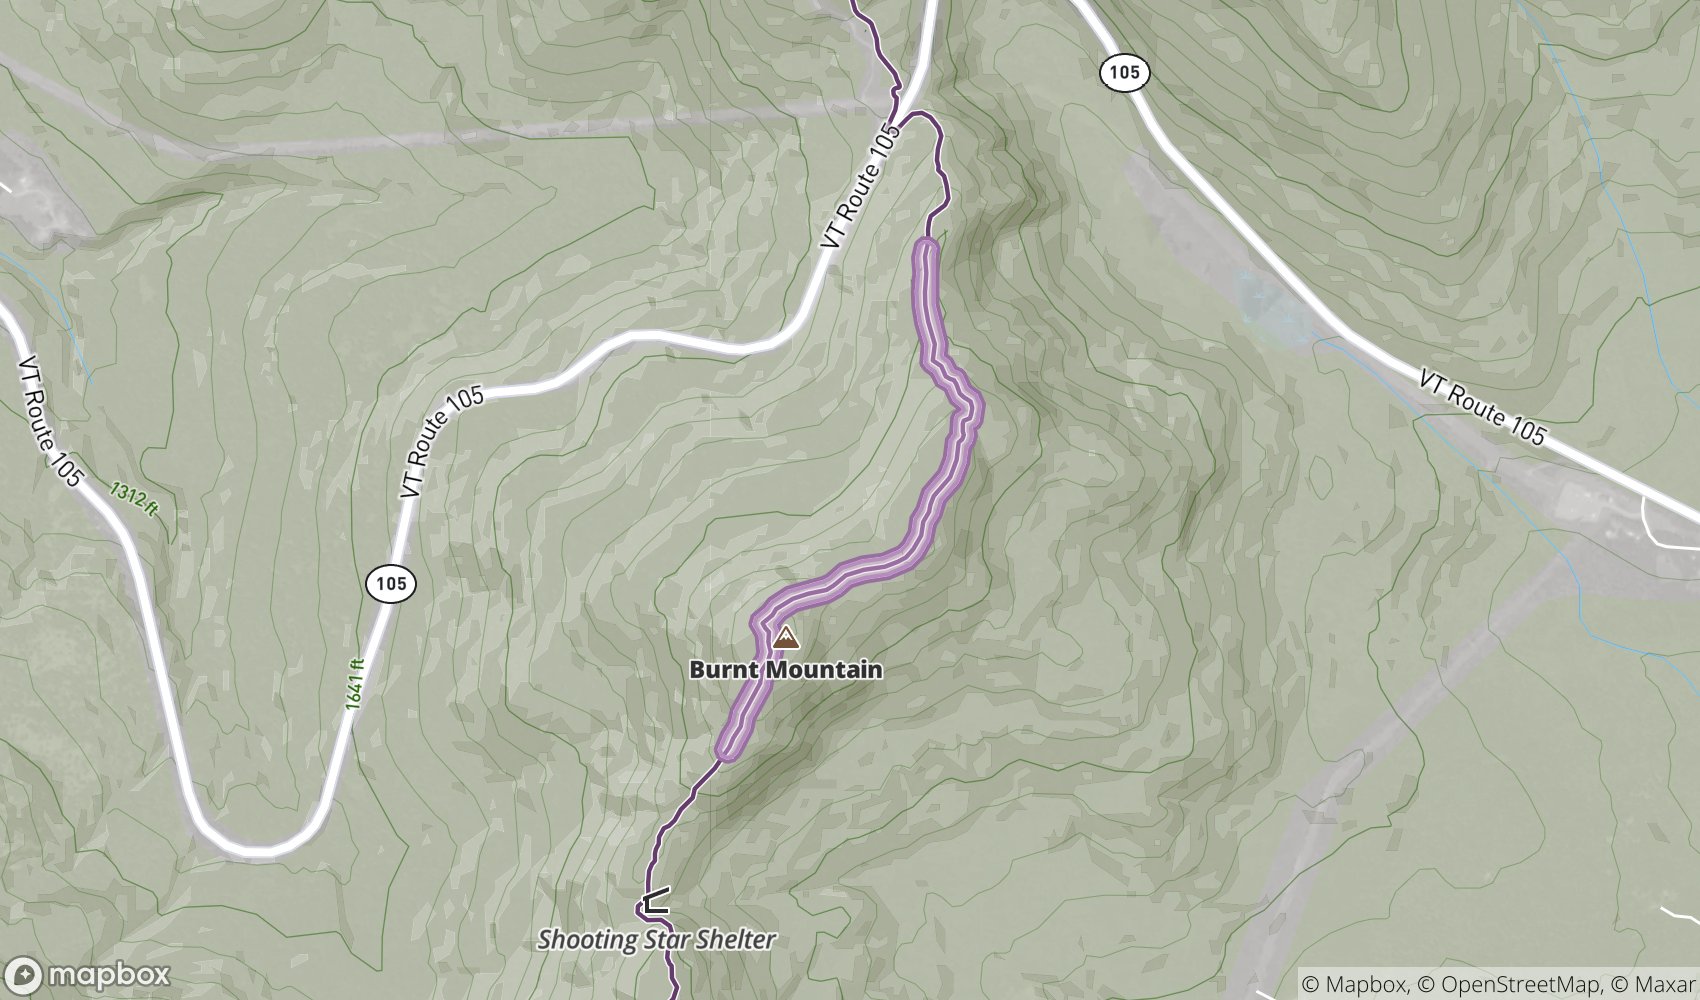 105
VT Route 105
VT Route 105
VT Route 105
VT Route 105
1312 ft
105
1641 ft
Burnt Mountain
Shooting Star Shelter
mapbox
© Mapbox, © OpenStreetMap, © Maxar